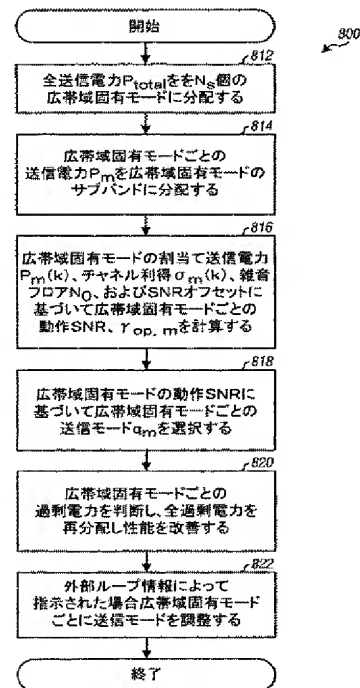 開始
800
812
全送信電力PtotalををNs個の
広帯域固有モードに分配する
814
広帯域固有モードごとの
送信電力Pmを広帯域固有モードの
サブバンドに分配する
816
広帯域固有モードの割当て送信電力
Pm(k)、チャネル利得σm(k)、雑音
フロアN0、およびSNRオフセットに
基づいて広帯域固有モードごとの
動作SNR、γop, mを計算する
818
広帯域固有モードの動作SNRに
基づいて広帯域固有モードごとの
送信モードqmを選択する
820
広帯域固有モードごとの
過剰電力を判断し、全過剰電力を
再分配し性能を改善する
822
外部ループ情報によって
指示された場合広帯域固有モード
ごとに送信モードを調整する
終了